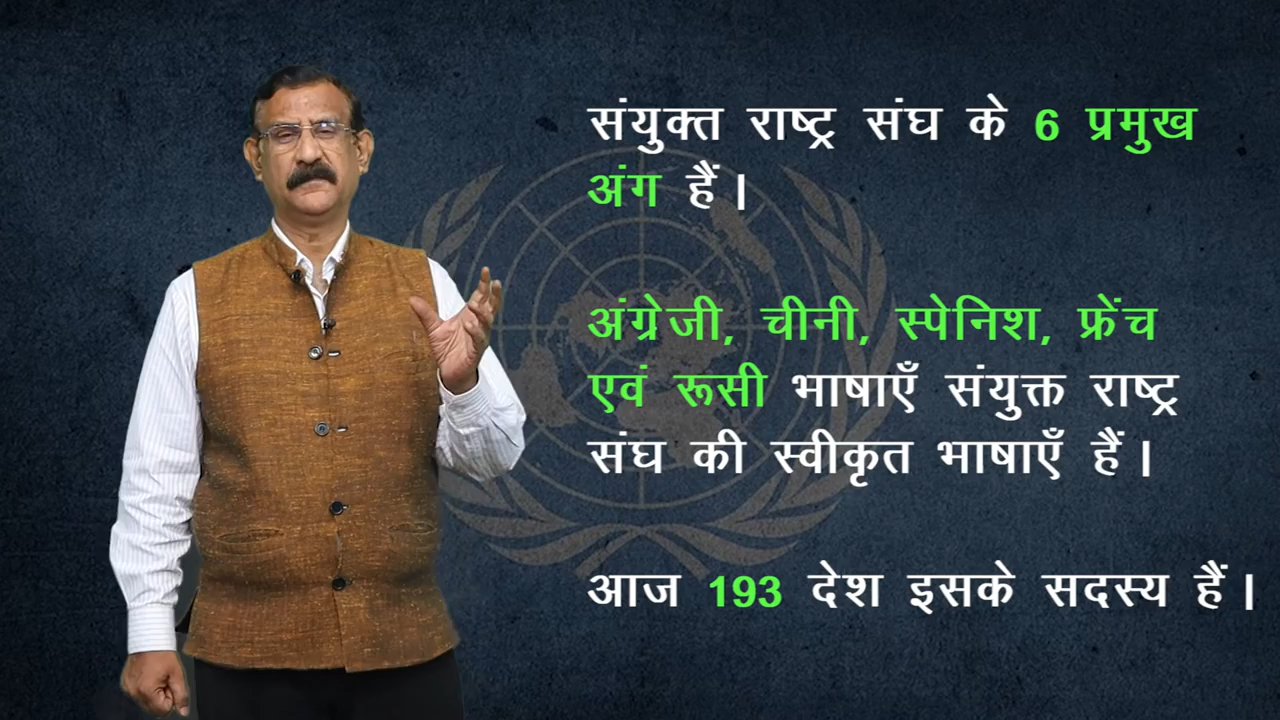 संयुक्त राष्ट्र संघ के 6 प्रमुख
अंग हैं।
अंग्रेजी, चीनी, स्पेनिश, फ्रेंच
एवं रूसी भाषाएँ संयुक्त राष्ट्र
संघ की स्वीकृत भाषाएँ हैं।
आज 193 देश इसके सदस्य हैं।